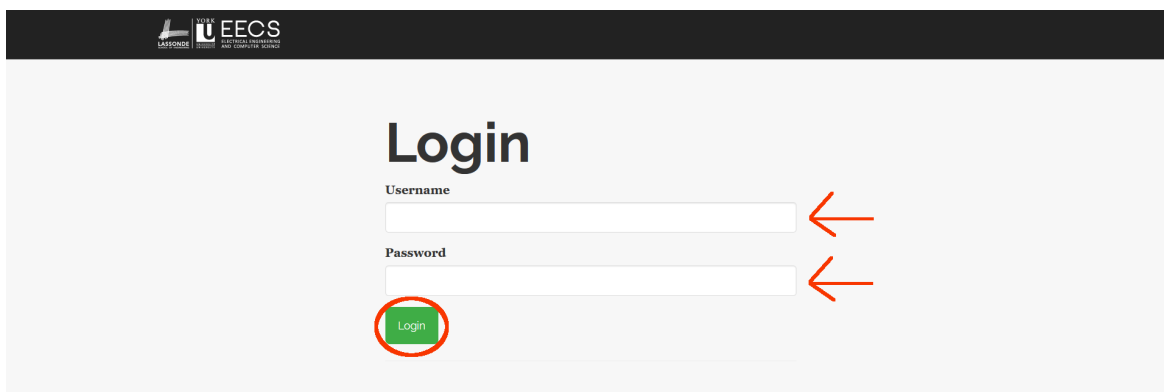 YORK
U
EECS
LASSONDE
ELECTRICAL ENGINEERING
AND COMPUTER SCIENCE
Login
Username
Password
Login